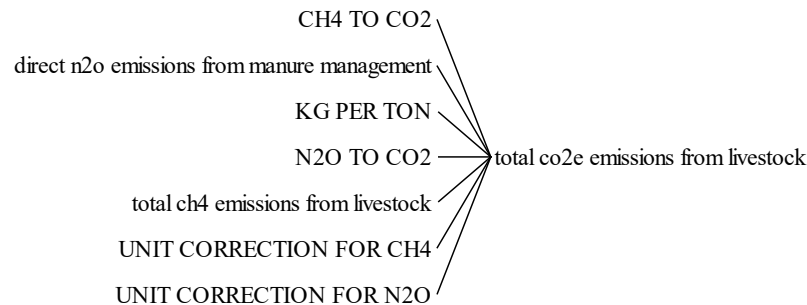 CH4 TO CO2
direct n2o emissions from manure management
KG PER TON
N2O TO CO2
total co2e emissions from livestock
total ch4 emissions from livestock
UNIT CORRECTION FOR CH4
UNIT CORRECTION FOR N2O